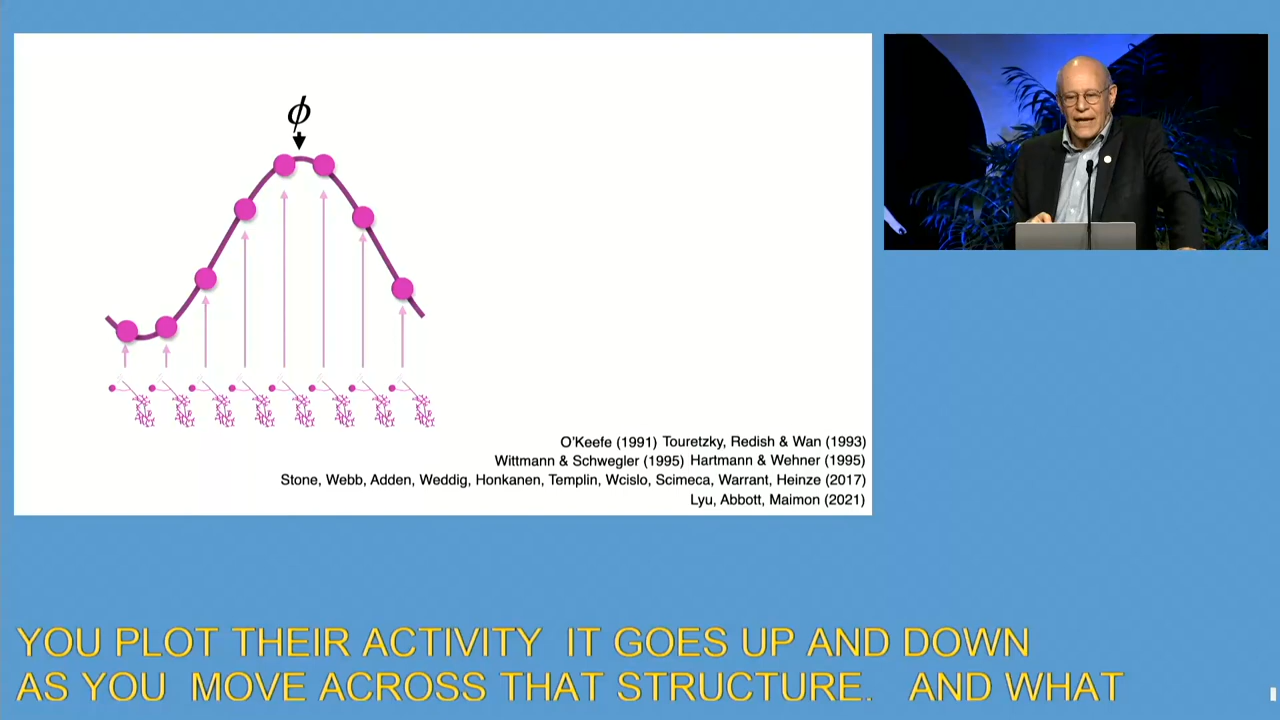 ϕ
O'Keefe (1991) Touretzky, Redish & Wan (1993)
Wittmann & Schwegler (1995) Hartmann & Wehner (1995)
Stone, Webb, Adden, Weddig, Honkanen, Templin, Wcislo, Scimeca, Warrant, Heinze (2017)
Lyu, Abbott, Maimon (2021)
YOU PLOT THEIR ACTIVITY IT GOES UP AND DOWN
AS YOU MOVE ACROSS THAT STRUCTURE. AND WHAT